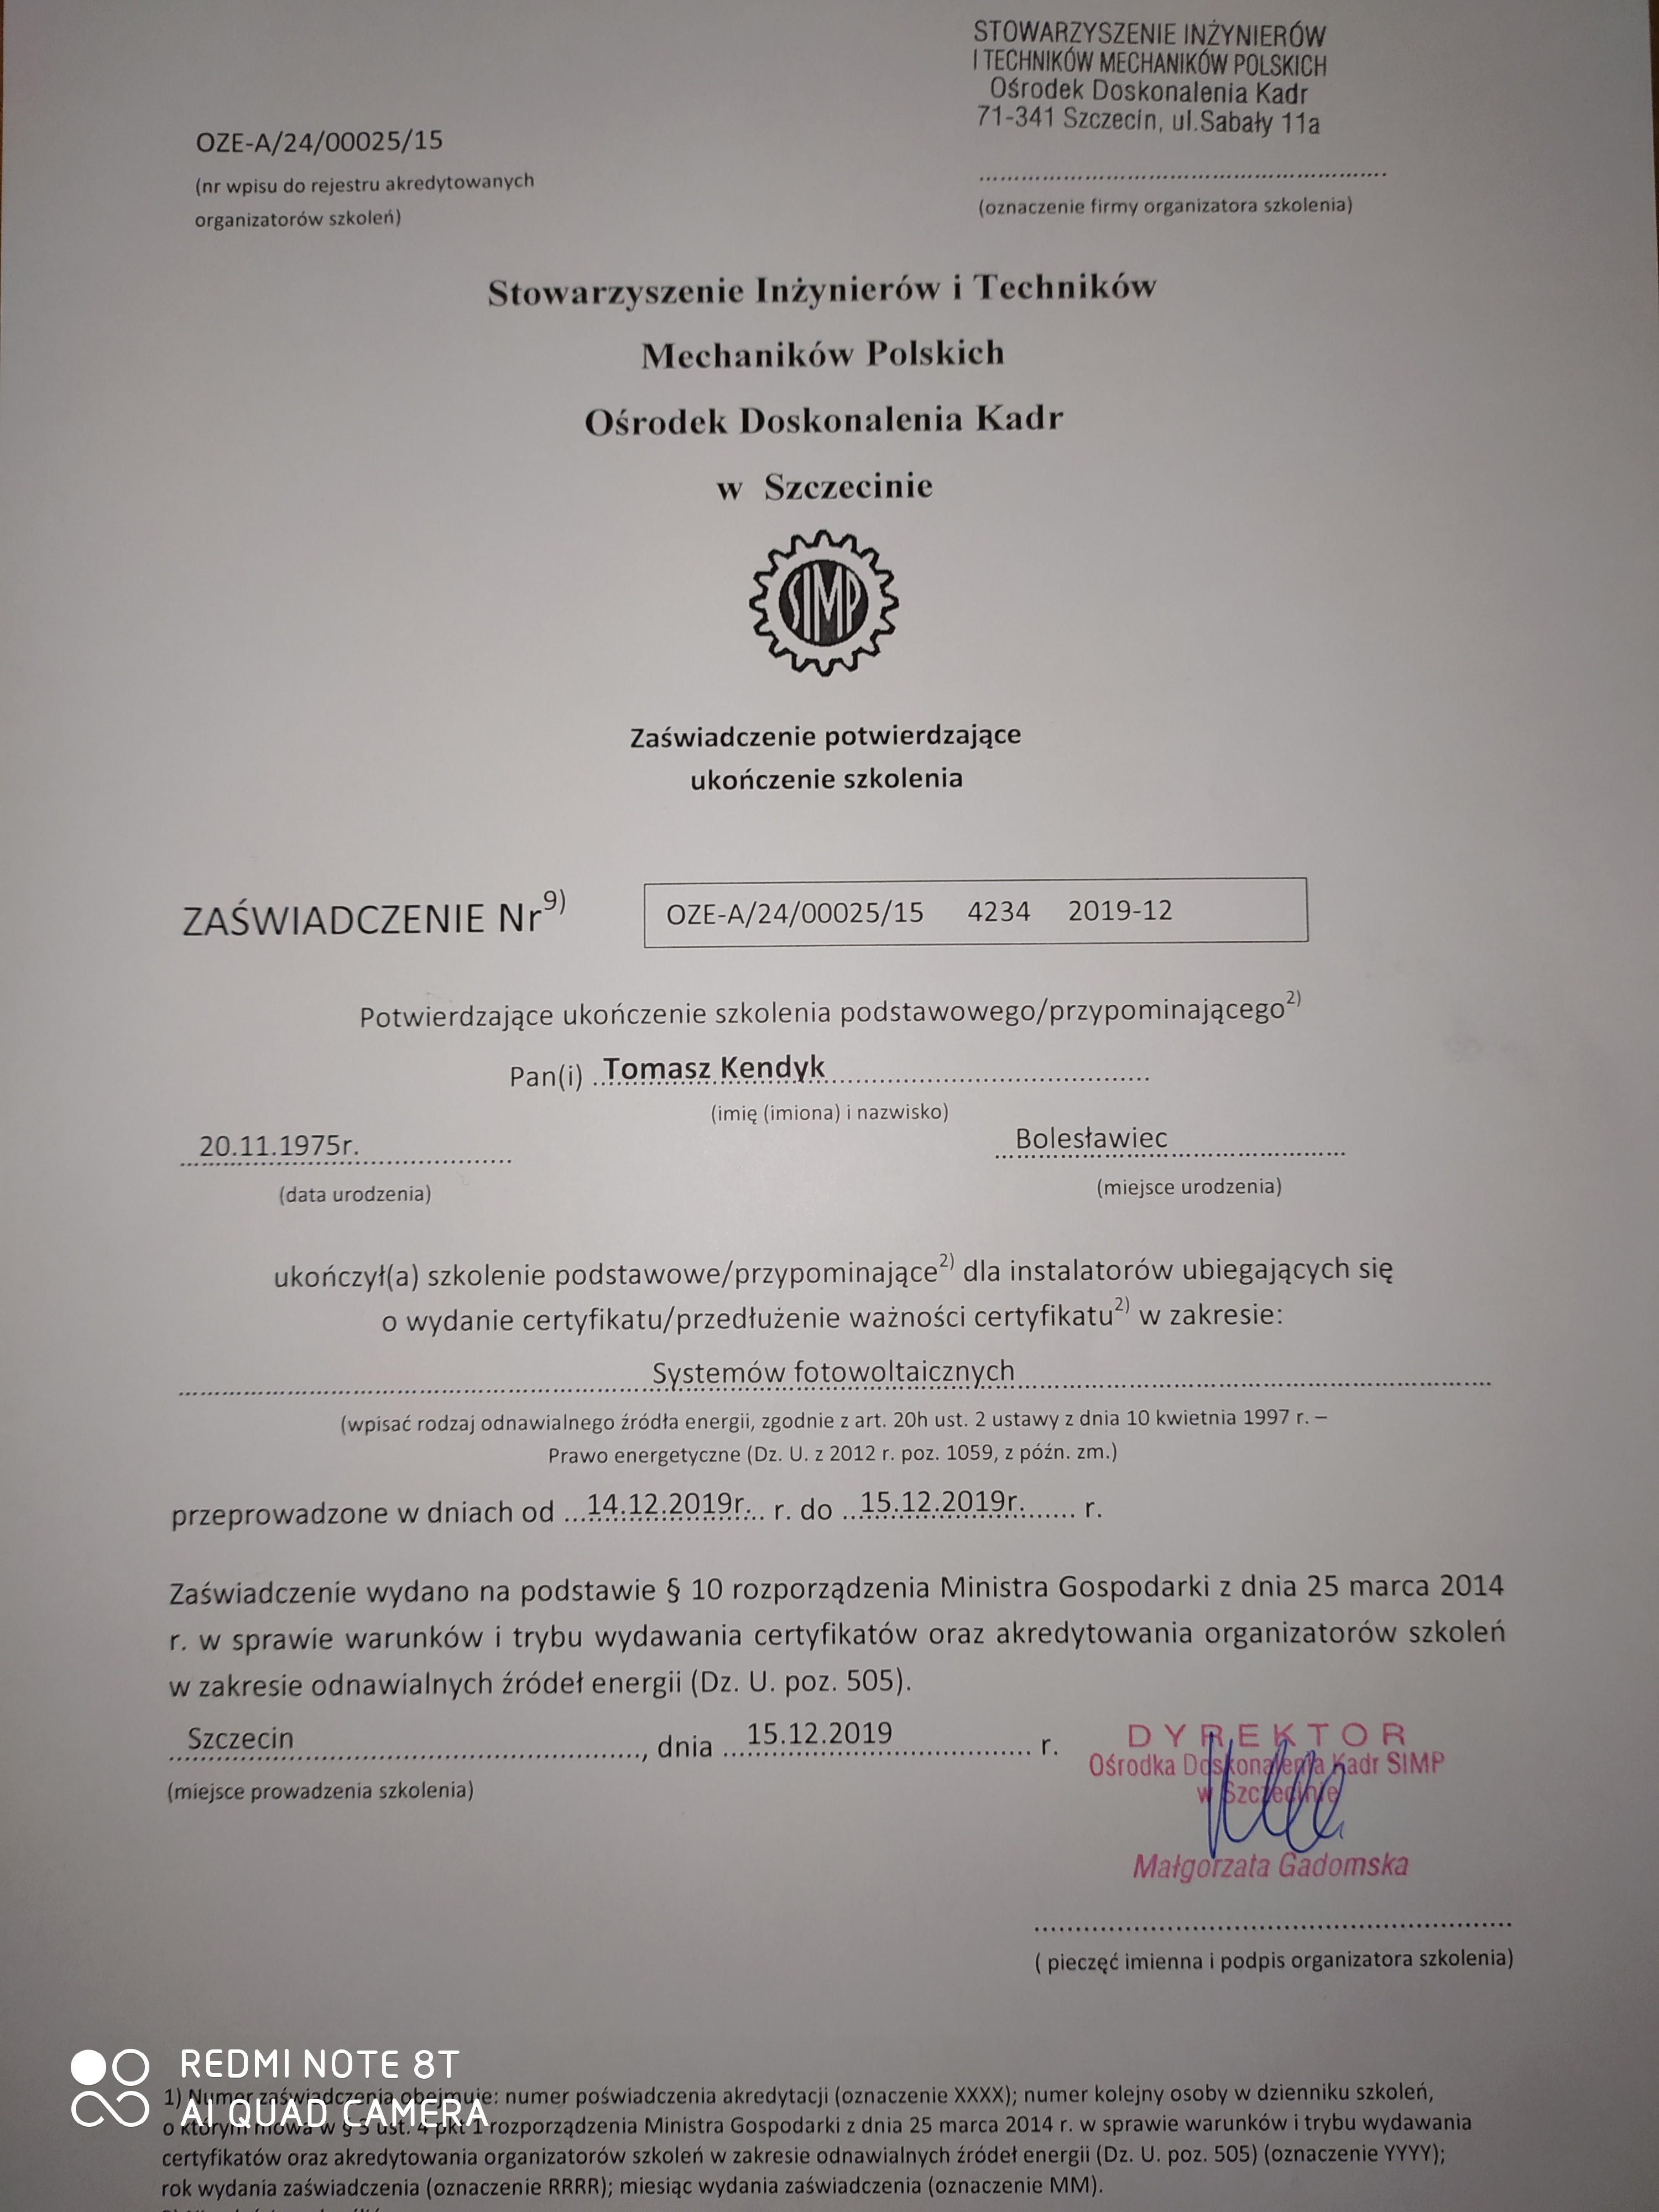 STOWARZYSZENIE INŻYNIERÓW
I TECHNIKÓW MECHANIKÓW POLSKICH
Ośrodek Doskonalenia Kadr
71-341 Szczecin, ul.Sabały 11a
OZE-A/24/00025/15
(nr wpisu do rejestru akredytowanych
organizatorów szkoleń)
(oznaczenie firmy organizatora szkolenia)
Stowarzyszenie Inżynierów i Techników
Mechaników Polskich
Ośrodek Doskonalenia Kadr
w Szczecinie
SIMP
Zaświadczenie potwierdzające
ukończenie szkolenia
ZAŚWIADCZENIE Nr9) OZE-A/24/00025/15 4234 2019-12
Potwierdzające ukończenie szkolenia podstawowego/przypominającego2)
Pan(i) Tomasz Kendyk
(imię (imiona) i nazwisko)
20.11.1975r. Bolesławiec
(data urodzenia) (miejsce urodzenia)
ukończył(a) szkolenie podstawowe/przypominające2) dla instalatorów ubiegających się
o wydanie certyfikatu/przedłużenie ważności certyfikatu2) w zakresie:
Systemów fotowoltaicznych
(wpisać rodzaj odnawialnego źródła energii, zgodnie z art. 20h ust. 2 ustawy z dnia 10 kwietnia 1997 r. –
Prawo energetyczne (Dz. U. z 2012 r. poz. 1059, z późn. zm.)
przeprowadzone w dniach od ...14.12.2019r... r. do ...15.12.2019r....... r.
Zaświadczenie wydano na podstawie § 10 rozporządzenia Ministra Gospodarki z dnia 25 marca 2014
r. w sprawie warunków i trybu wydawania certyfikatów oraz akredytowania organizatorów szkoleń
w zakresie odnawialnych źródeł energii (Dz. U. poz. 505).
Szczecin, dnia 15.12.2019 r.
(miejsce prowadzenia szkolenia)
DYREKTOR
Ośrodka Doskonalenia Kadr SIMP
w Szczecinie
Małgorzata Gadomska
( pieczęć imienna i podpis organizatora szkolenia)
REDMI NOTE 8T
AI QUAD CAMERA
1) Numer zaświadczenia obejmuje: numer poświadczenia akredytacji (oznaczenie XXXX); numer kolejny osoby w dzienniku szkoleń,
o którym mowa w § 3 ust. 4 pkt 1 rozporządzenia Ministra Gospodarki z dnia 25 marca 2014 r. w sprawie warunków i trybu wydawania
certyfikatów oraz akredytowania organizatorów szkoleń w zakresie odnawialnych źródeł energii (Dz. U. poz. 505) (oznaczenie YYYY);
rok wydania zaświadczenia (oznaczenie RRRR); miesiąc wydania zaświadczenia (oznaczenie MM).